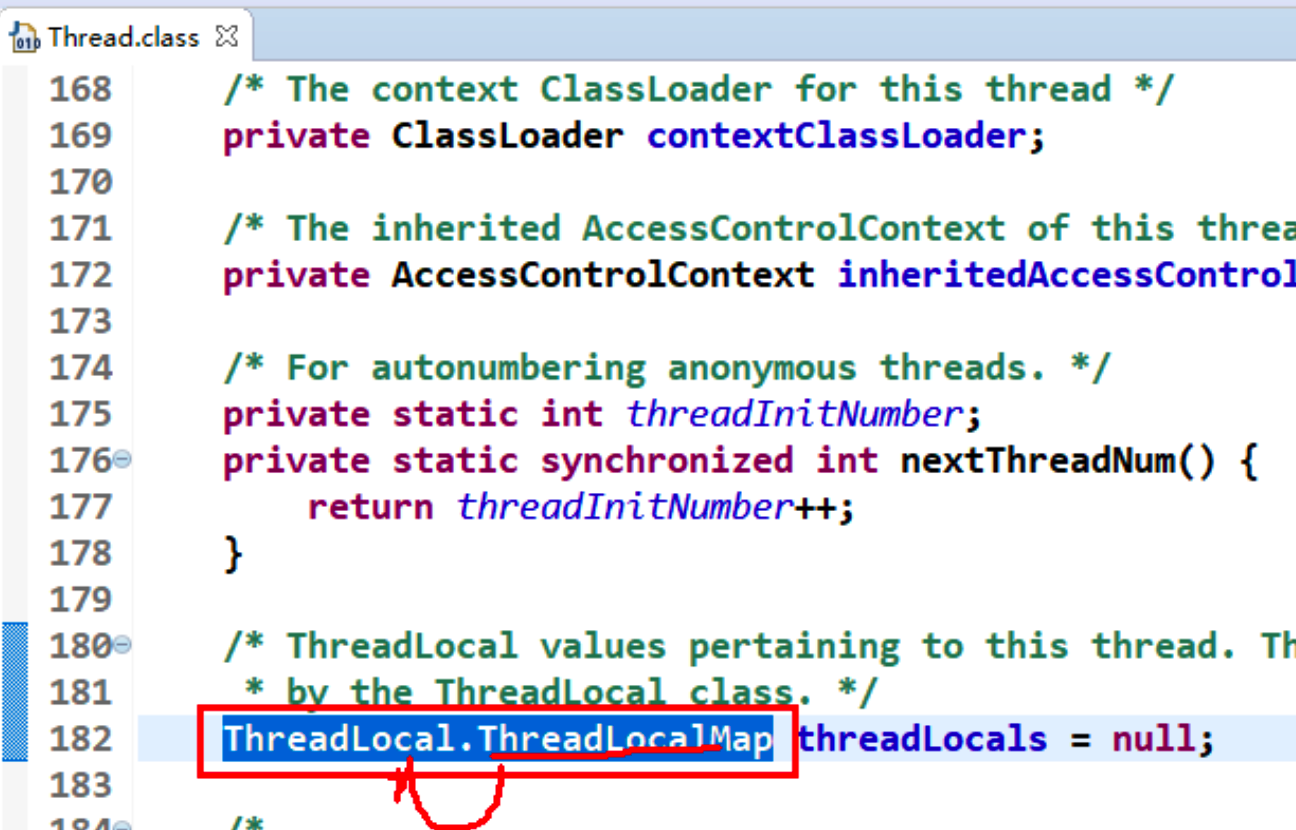 Thread.class
168 /* The context ClassLoader for this thread */
169 private ClassLoader contextClassLoader;
170
171 /* The inherited AccessControlContext of this
172 private AccessControlContext inheritedAccessControl
173
174 /* For autonumbering anonymous threads. */
175 private static int threadInitNumber;
176 private static synchronized int nextThreadNum() {
177 return threadInitNumber++;
178 }
179
180 /* ThreadLocal values pertaining to this thread.
181 * by the ThreadLocal class. */
182 ThreadLocal.ThreadLocalMap threadLocals = null;
183
184 /*